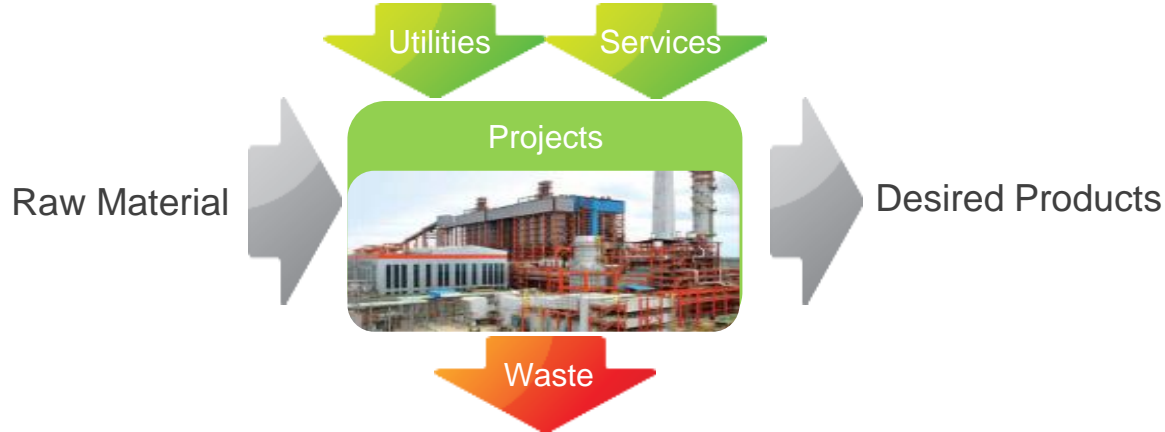 Utilities
Services
Projects
Raw Material
Desired Products
Waste